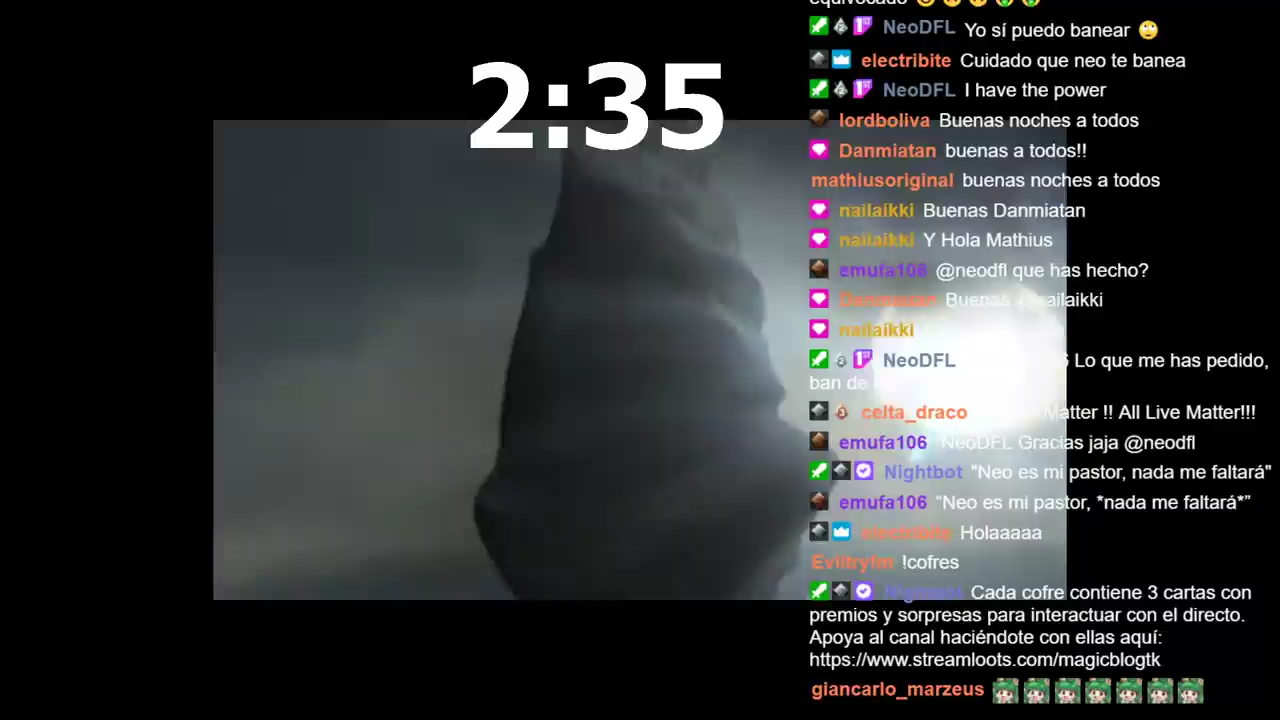 equivocado
NeoDFL Yo sí puedo banear
2:35
electribite Cuidado que neo te banea
NeoDFL I have the power
lordboliva Buenas noches a todos
Danmiatan buenas a todos!!
mathiusoriginal buenas noches a todos
nailaikki Buenas Danmiatan
nailaikki Y Hola Mathius
emufa106 @neodfl que has hecho?
Danmiatan Buenas nailaikki
nailaikki
NeoDFL Lo que me has pedido,
ban de
celta_draco Matter !! All Live Matter!!!
emufa106 NeoDFL Gracias jaja @neodfl
Nightbot "Neo es mi pastor, nada me faltará"
emufa106 “Neo es mi pastor, *nada me faltará*”
electribite Holaaaaa
!cofres
Nightbot Cada cofre contiene 3 cartas con
premios y sorpresas para interactuar con el directo.
Apoya al canal haciéndote con ellas aquí:
https://www.streamloots.com/magicblogtk
giancarlo_marzeus